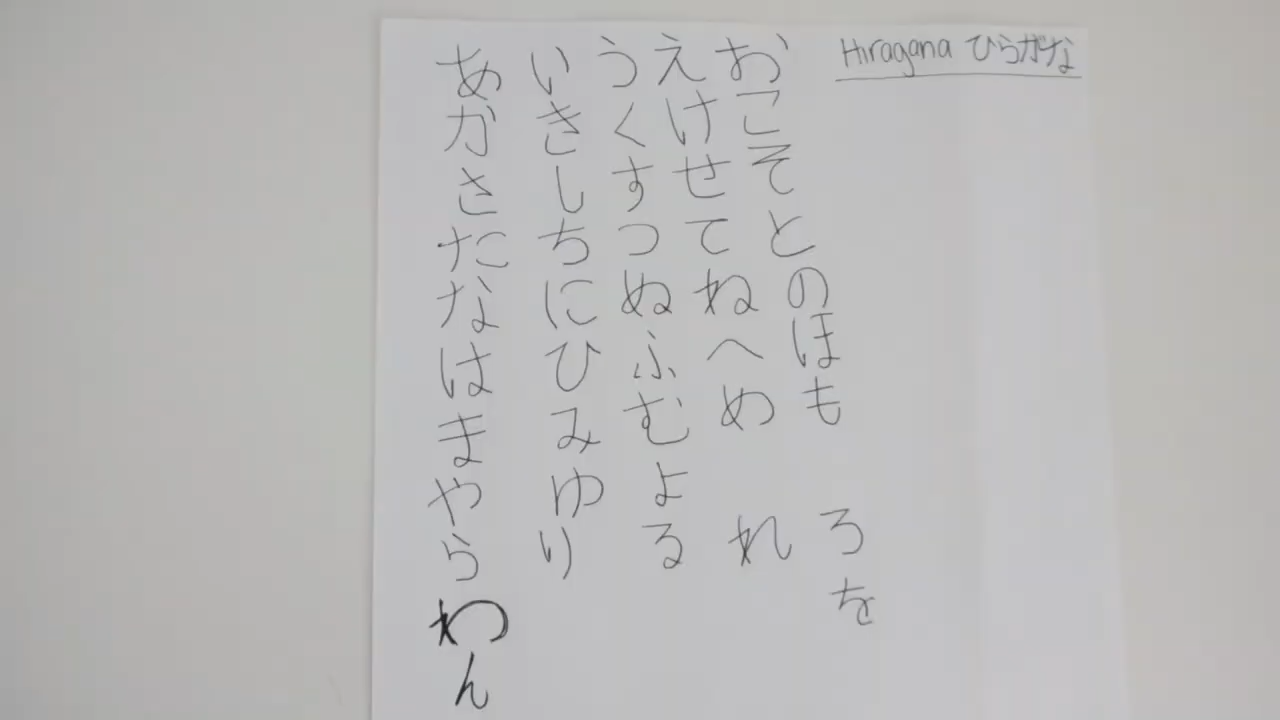 Hiragana ひらがな
あいうえお
かきくけこ
さしすせそ
たちつてと
なにぬねの
はひふへほ
まみむめも
やゆよ
らりるれろ
わを
ん